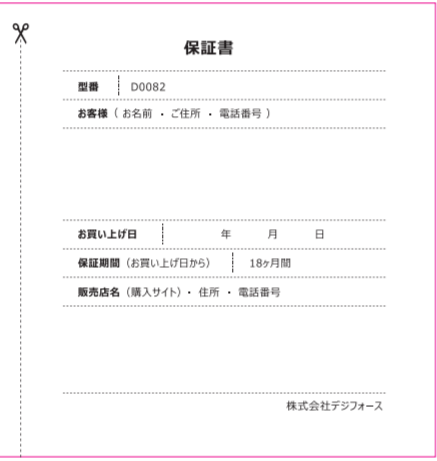 保証書
型番 D0082
お客様（ お名前 ・ ご住所 ・ 電話番号 ）
お買い上げ日 年 月 日
保証期間（お買い上げ日から） 18ヶ月間
販売店名（購入サイト）・ 住所 ・ 電話番号
株式会社デジフォース